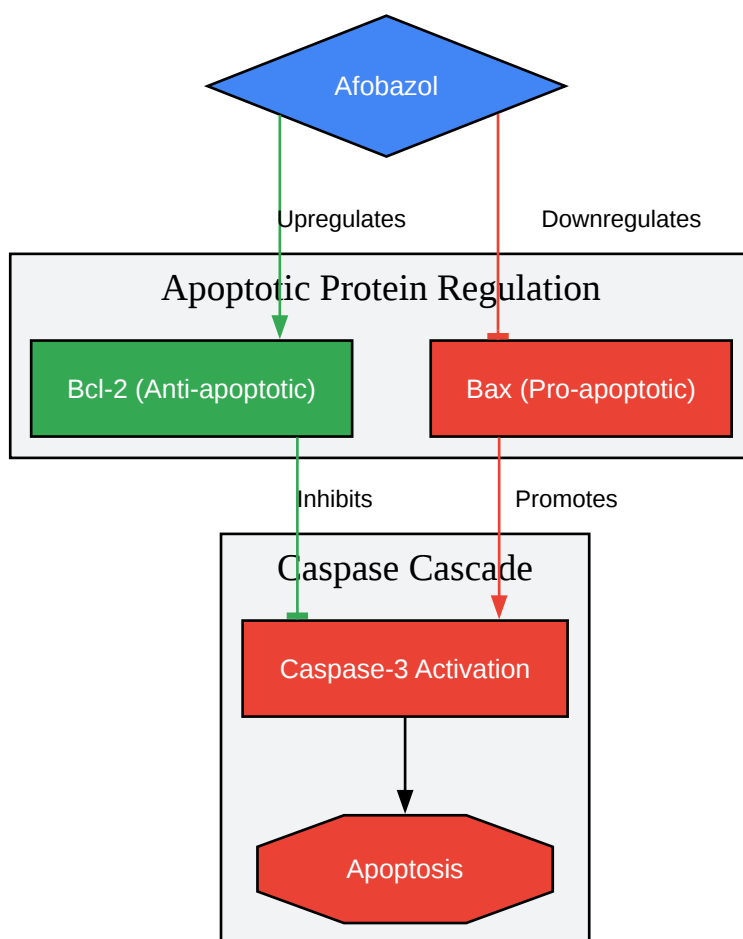 Afobazol
Upregulates
Downregulates
Apoptotic Protein Regulation
Bcl-2 (Anti-apoptotic)
Bax (Pro-apoptotic)
Inhibits
Promotes
Caspase Cascade
Caspase-3 Activation
Apoptosis